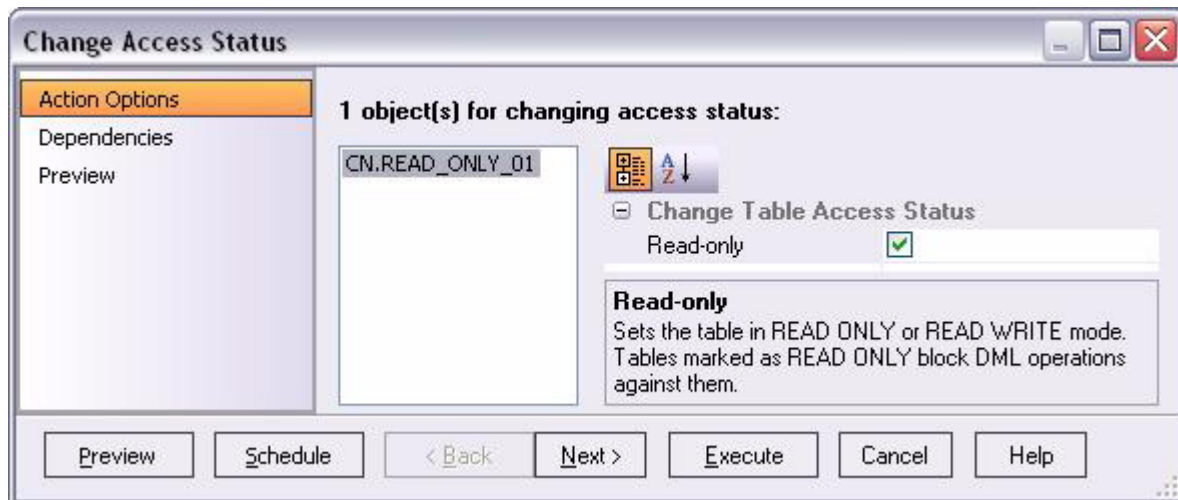 Change Access Status
Action Options
Dependencies
Preview
1 object(s) for changing access status:
CN.READ_ONLY_01
A
Z
Change Table Access Status
Read-only
Read-only
Sets the table in READ ONLY or READ WRITE mode.
Tables marked as READ ONLY block DML operations
against them.
Preview
Schedule
< Back
Next >
Execute
Cancel
Help